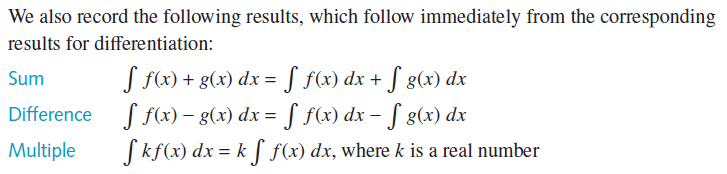 We also record the following results, which follow immediately from the corresponding
results for differentiation:
Sum ∫ f(x) + g(x) dx = ∫ f(x) dx + ∫ g(x) dx
Difference ∫ f(x) – g(x) dx = ∫ f(x) dx – ∫ g(x) dx
Multiple ∫ kf(x) dx = k ∫ f(x) dx, where k is a real number